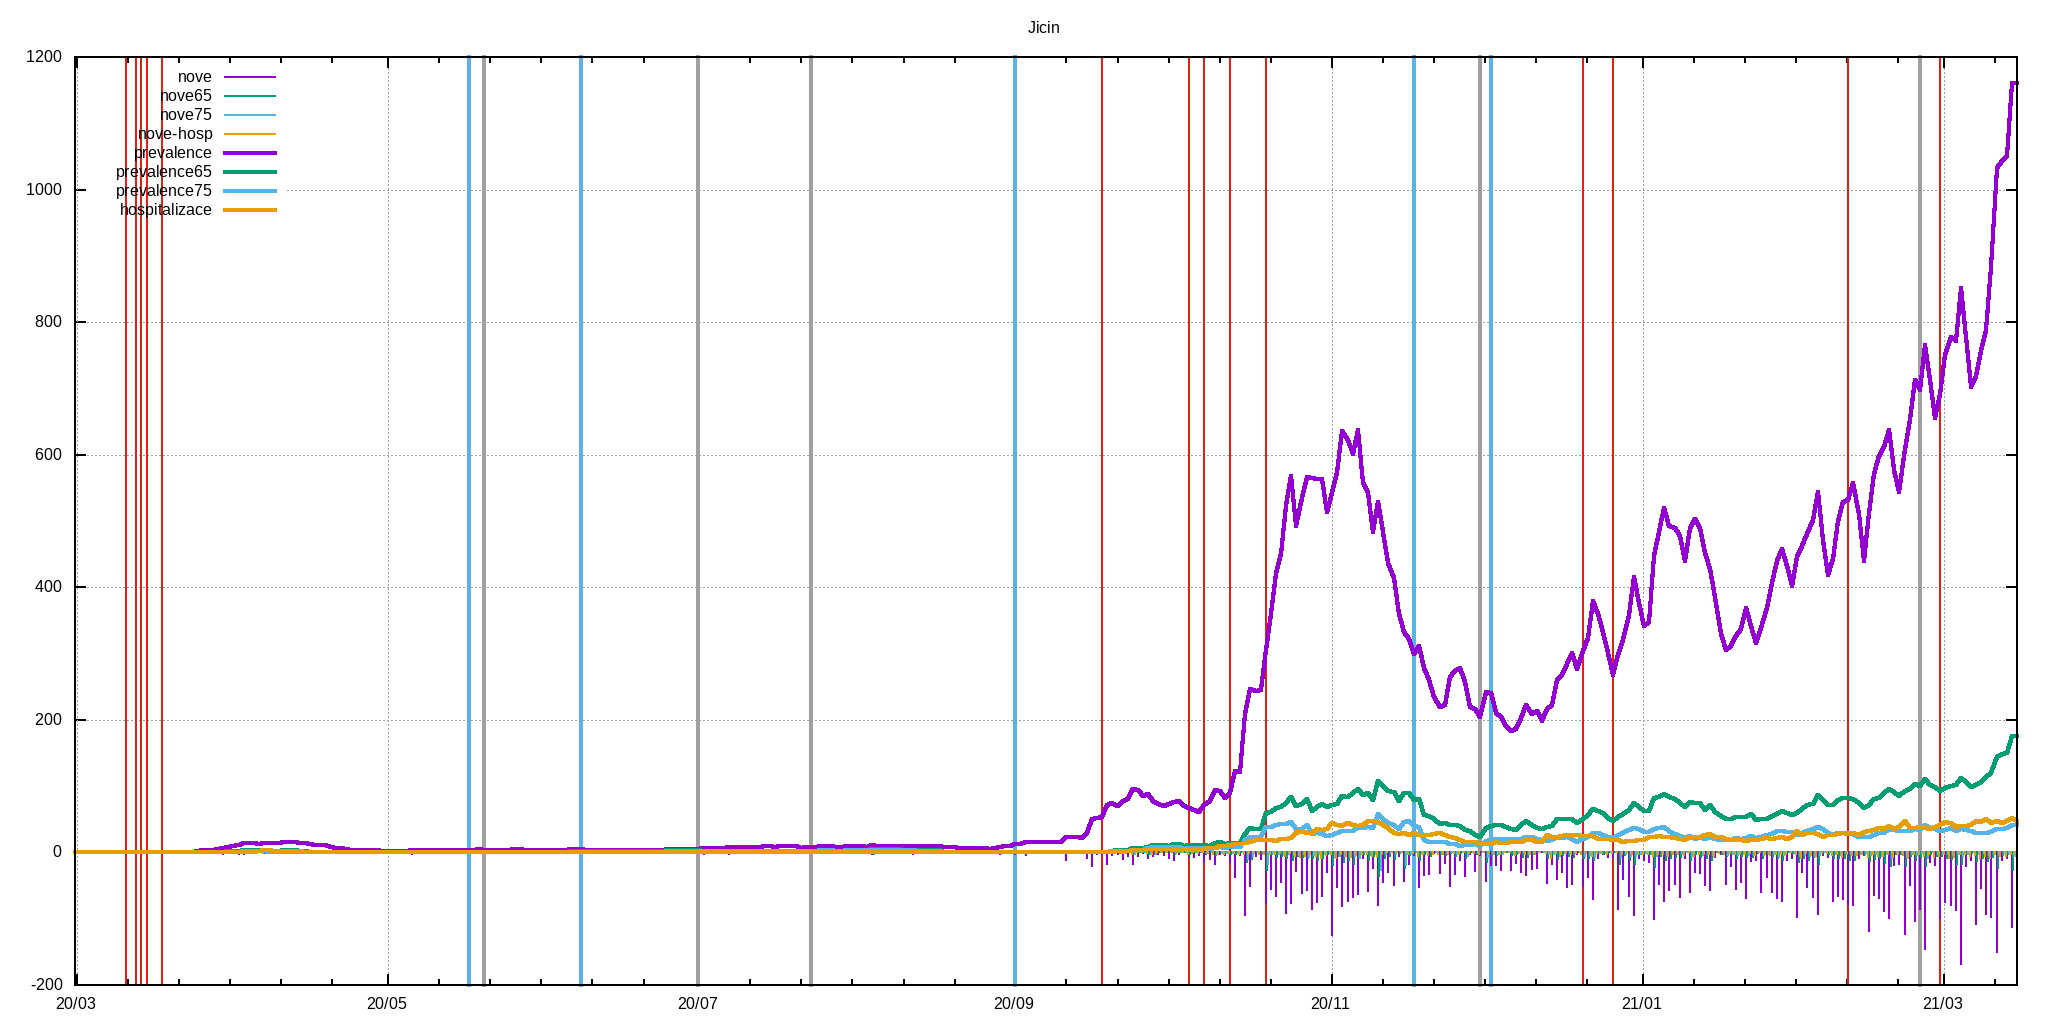 Jicin
1200
1000
800
600
400
200
0
-200
nove
nove65
nove75
nove-hosp
prevalence
prevalence65
prevalence75
hospitalizace
20/03 20/05 20/07 20/09 20/11 21/01 21/03